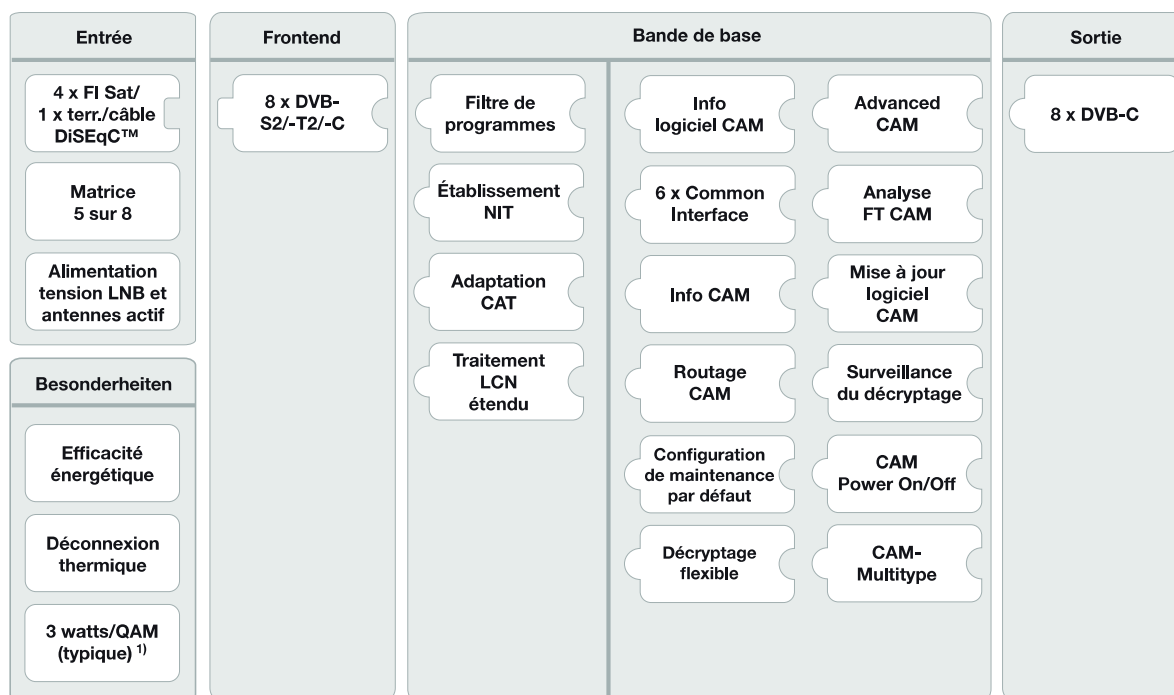 Entrée
4 x FI Sat/
1 x terr./câble
DiSEqC™
Matrice
5 sur 8
Alimentation
tension LNB et
antennes actif
Besonderheiten
Efficacité
énergétique
Déconnexion
thermique
3 watts/QAM
(typique) 1)
Frontend
8 x DVB-
S2/-T2/-C
Bande de base
Filtre de
programmes
Établissement
NIT
Adaptation
CAT
Traitement
LCN
étendu
Info
logiciel CAM
6 x Common
Interface
Info CAM
Routage
CAM
Configuration
de maintenance
par défaut
Décryptage
flexible
Advanced
CAM
Analyse
FT CAM
Mise à jour
logiciel
CAM
Surveillance
du décryptage
CAM
Power On/Off
CAM-
Multitype
Sortie
8 x DVB-C